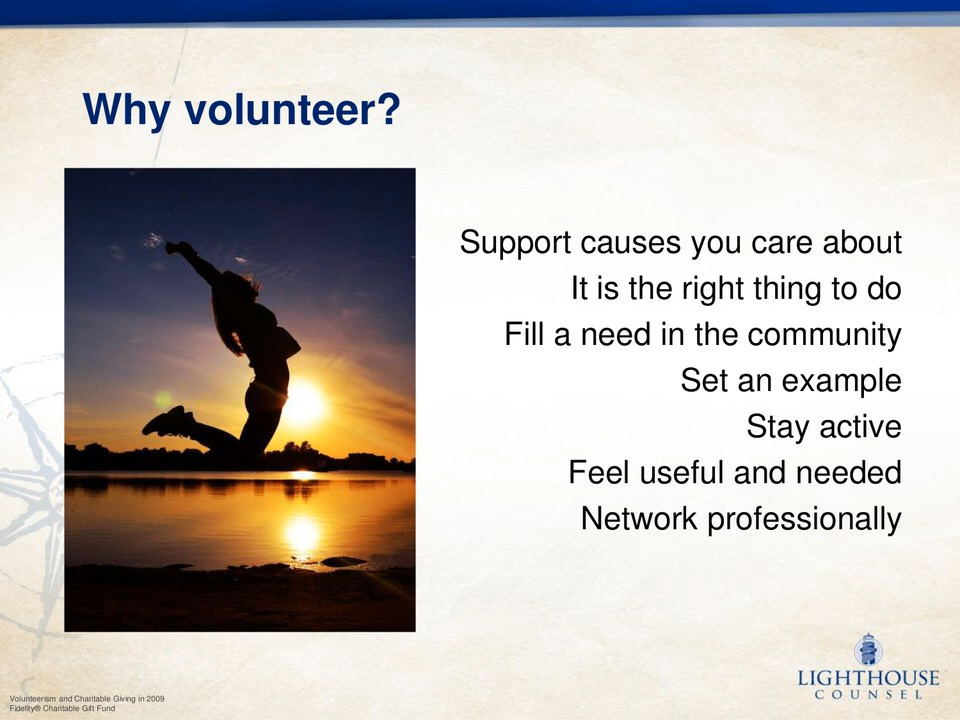 Why volunteer?
Support causes you care about
It is the right thing to do
Fill a need in the community
Set an example
Stay active
Feel useful and needed
Network professionally
LIGHTHOUSE
COUNSEL
Volunteerism and Charitable Giving in 2009
Fidelity® Charitable Gift Fund